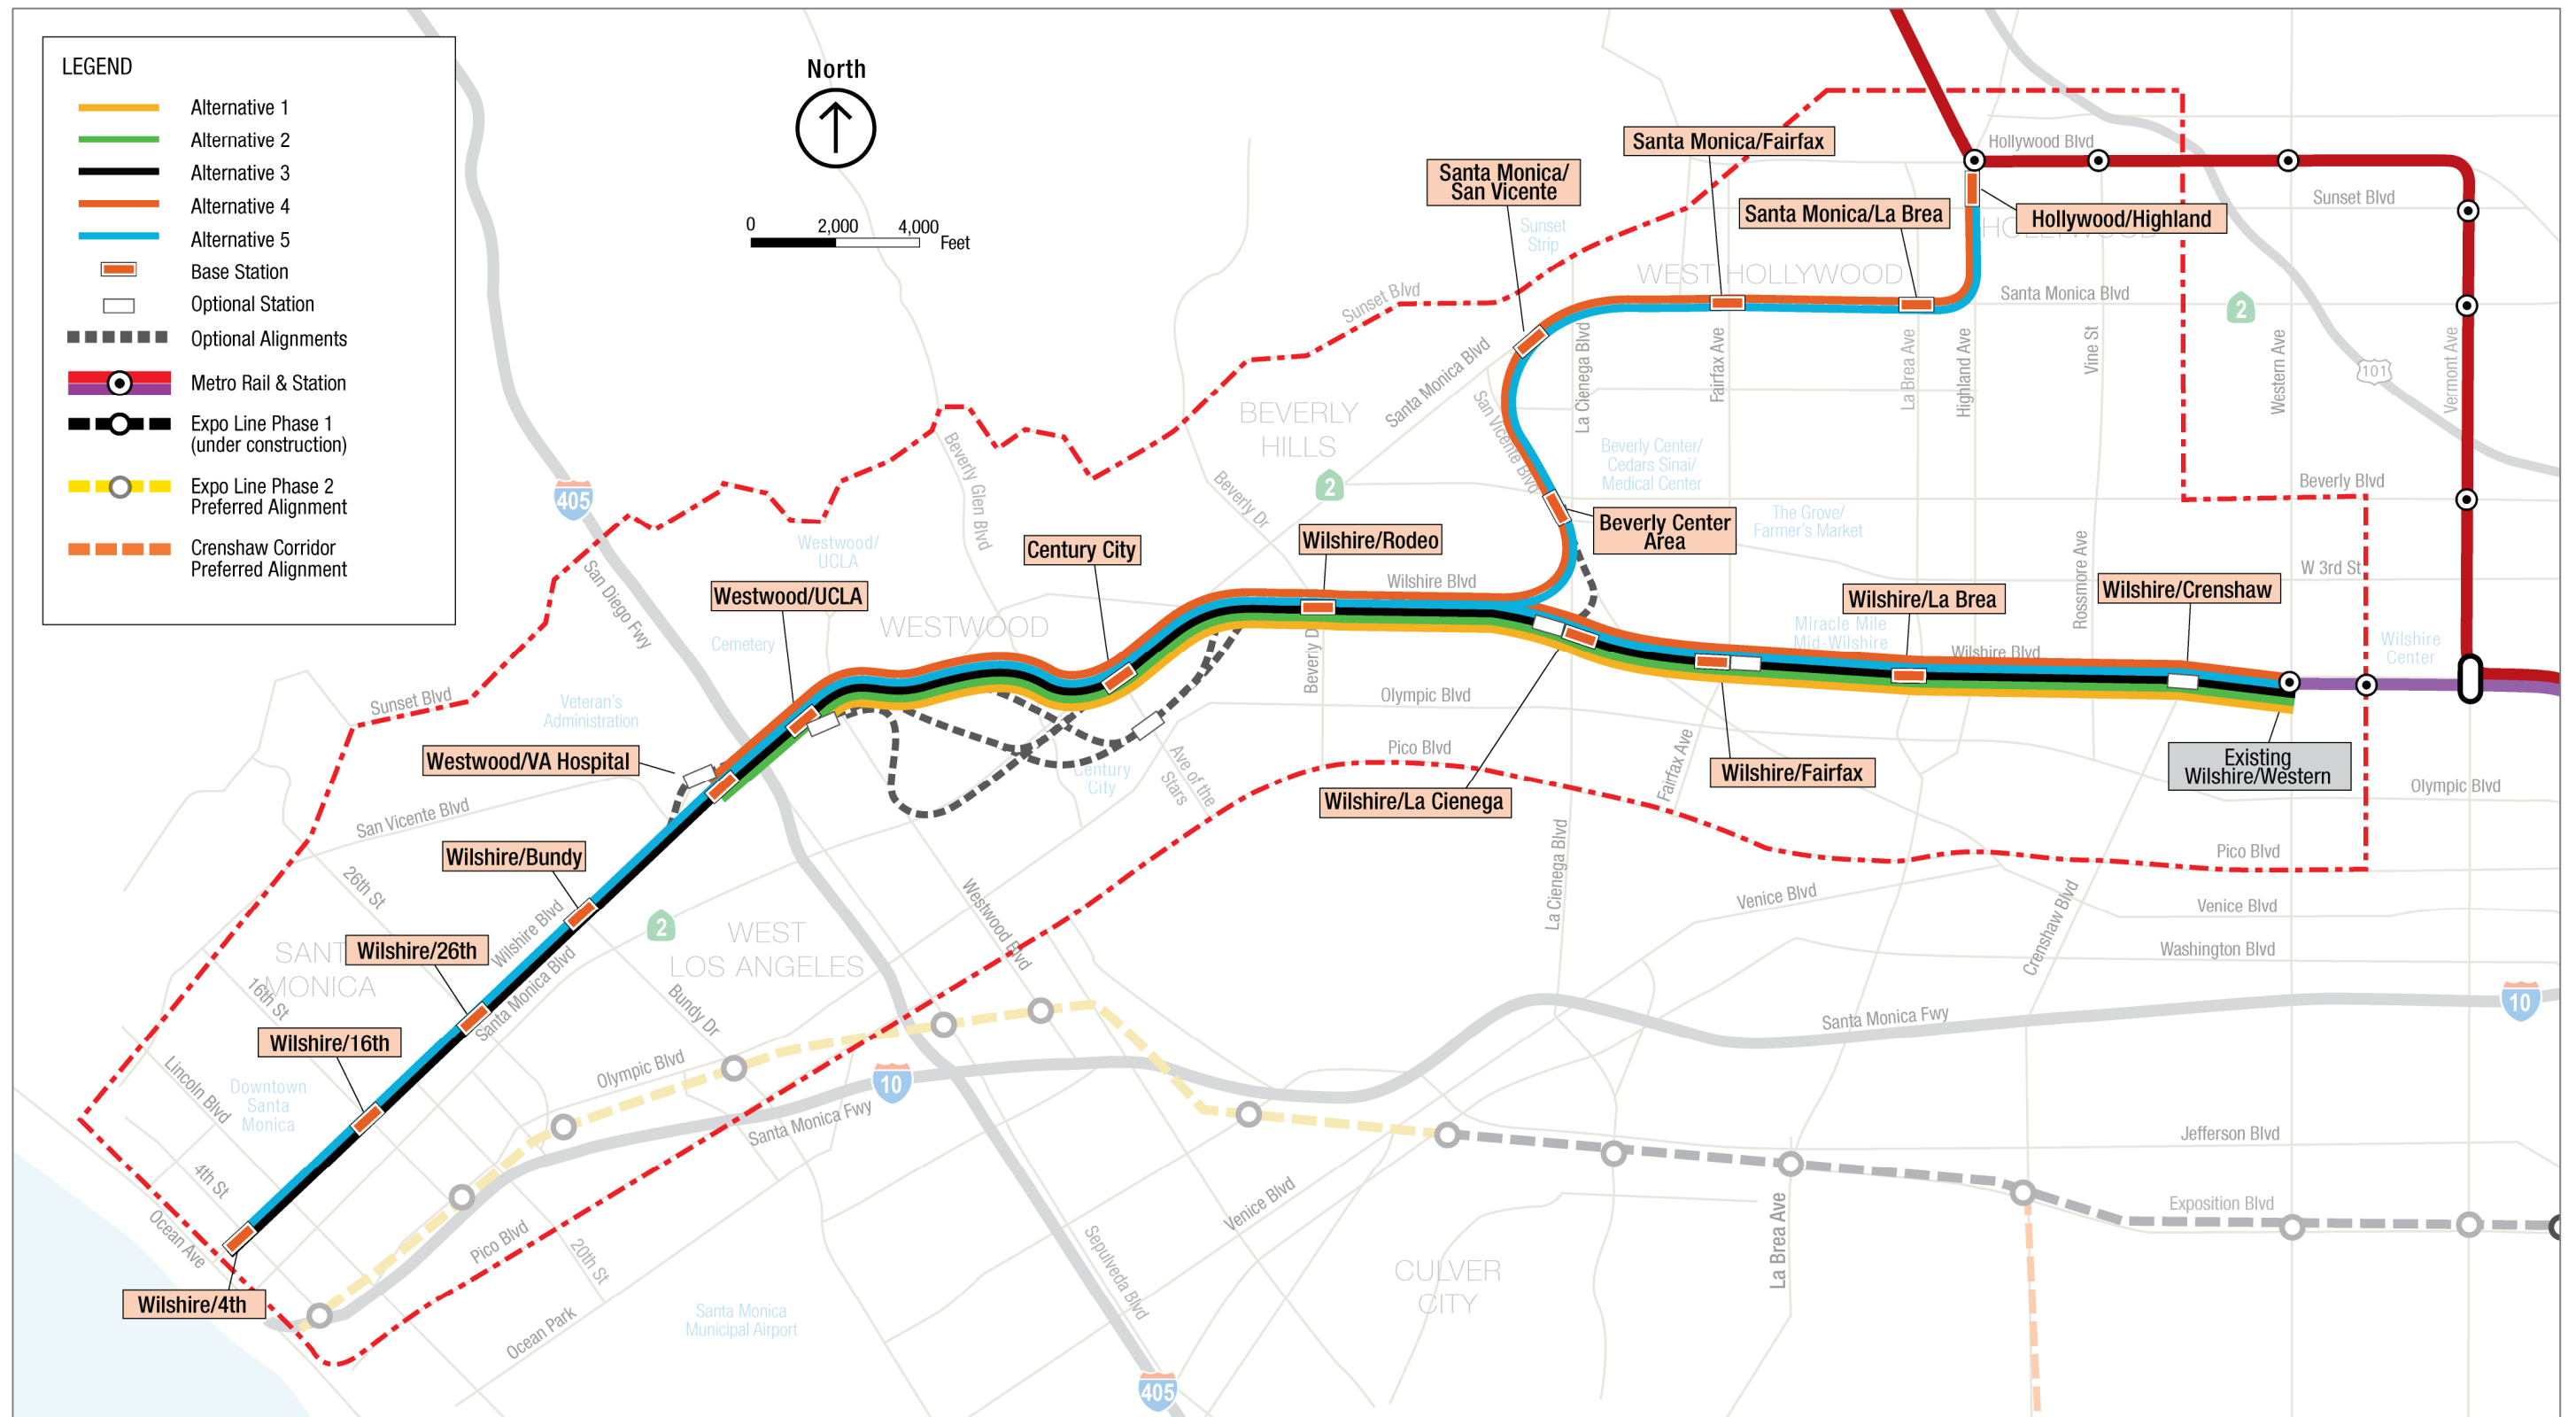 LEGEND
Alternative 1
Alternative 2
Alternative 3
Alternative 4
Alternative 5
Base Station
Optional Station
Optional Alignments
Metro Rail & Station
Expo Line Phase 1
(under construction)
Expo Line Phase 2
Preferred Alignment
Crenshaw Corridor
Preferred Alignment
North
0 2,000 4,000
Feet
Santa Monica/Fairfax
Hollywood Blvd
Santa Monica/
San Vicente
Sunset Blvd
Santa Monica/La Brea
Hollywood/Highland
HOLLYWOOD
Sunset
Strip
WEST HOLLYWOOD
Santa Monica Blvd
Sunset Blvd
2
La Cienega Blvd
Fairfax Ave
La Brea Ave
Highland Ave
Vine St
Western Ave
Vermont Ave
101
Santa Monica Blvd
San Vicente Blvd
BEVERLY
HILLS
Beverly Center/
Cedars Sinai/
Medical Center
2
405
Beverly Glen Blvd
Beverly Dr
Beverly Blvd
Beverly Center
Area
The Grove/
Farmer's Market
Westwood/
UCLA
Century City
Wilshire/Rodeo
Wilshire Blvd
W 3rd St
Rossmore Ave
San Diego Fwy
Westwood/UCLA
Wilshire/La Brea
Wilshire/Crenshaw
Cemetery
WESTWOOD
Miracle Mile
Mid-Wilshire
Wilshire Blvd
Wilshire
Center
Beverly D
Sunset Blvd
Veteran's
Administration
Olympic Blvd
Pico Blvd
Westwood/VA Hospital
Century
City
Ave of the
Stars
Fairfax Ave
Wilshire/Fairfax
Existing
Wilshire/Western
Wilshire/La Cienega
Olympic Blvd
San Vicente Blvd
Wilshire/Bundy
Pico Blvd
26th St
La Cienega Blvd
Venice Blvd
Venice Blvd
Westwood Blvd
2
WEST
LOS ANGELES
Wilshire Blvd
Wilshire/26th
SANT
MONICA
Santa Monica Blvd
Crenshaw Blvd
Washington Blvd
16th St
Bundy Dr
10
Santa Monica Fwy
Wilshire/16th
Olympic Blvd
10
Lincoln Blvd
Downtown
Santa
Monica
Santa Monica Fwy
Jefferson Blvd
4th St
Venice Blvd
La Brea Ave
Exposition Blvd
Ocean Ave
Pico Blvd
20th St
Sepulveda Blvd
CULVER
CITY
Wilshire/4th
Ocean Park
Santa Monica
Municipal Airport
405